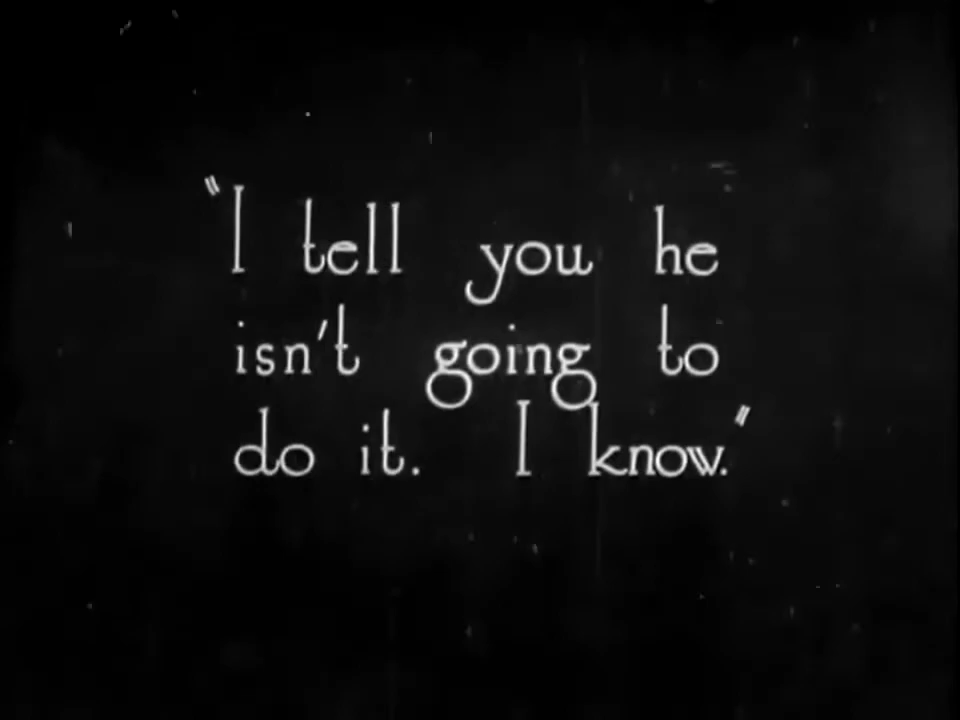 "I tell you he
isn't going to
do it. I know."